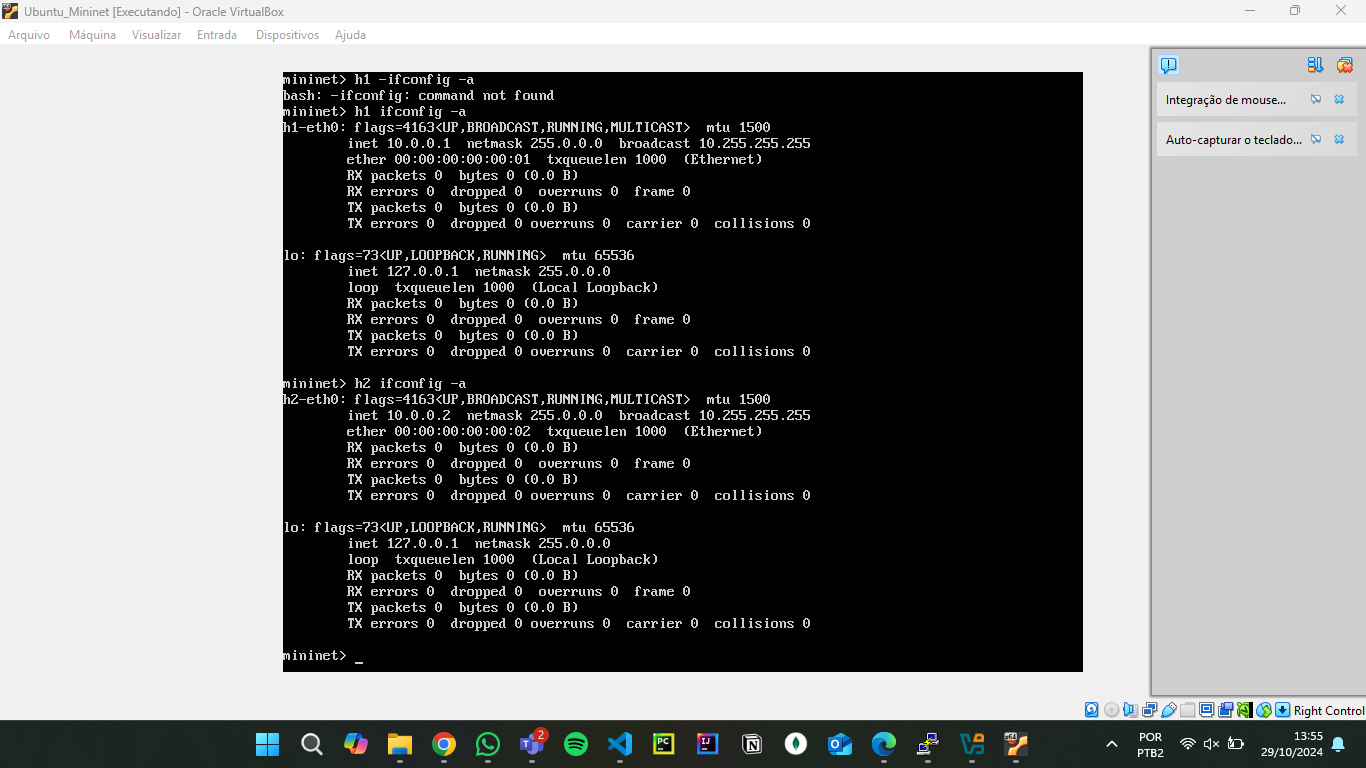 Ubuntu_Mininet [Executando] - Oracle VirtualBox
Arquivo Máquina Visualizar Entrada Dispositivos Ajuda
mininet> h1 -ifconfig -a
bash: -ifconfig: command not found
mininet> h1 ifconfig -a
h1-eth0: flags=4163<UP,BROADCAST,RUNNING,MULTICAST>  mtu 1500
        inet 10.0.0.1  netmask 255.0.0.0  broadcast 10.255.255.255
        ether 00:00:00:00:00:01  txqueuelen 1000  (Ethernet)
        RX packets 0  bytes 0 (0.0 B)
        RX errors 0  dropped 0  overruns 0  frame 0
        TX packets 0  bytes 0 (0.0 B)
        TX errors 0  dropped 0 overruns 0  carrier 0  collisions 0
lo: flags=73<UP,LOOPBACK,RUNNING>  mtu 65536
        inet 127.0.0.1  netmask 255.0.0.0
        loop  txqueuelen 1000  (Local Loopback)
        RX packets 0  bytes 0 (0.0 B)
        RX errors 0  dropped 0  overruns 0  frame 0
        TX packets 0  bytes 0 (0.0 B)
        TX errors 0  dropped 0 overruns 0  carrier 0  collisions 0
mininet> h2 ifconfig -a
h2-eth0: flags=4163<UP,BROADCAST,RUNNING,MULTICAST>  mtu 1500
        inet 10.0.0.2  netmask 255.0.0.0  broadcast 10.255.255.255
        ether 00:00:00:00:00:02  txqueuelen 1000  (Ethernet)
        RX packets 0  bytes 0 (0.0 B)
        RX errors 0  dropped 0  overruns 0  frame 0
        TX packets 0  bytes 0 (0.0 B)
        TX errors 0  dropped 0 overruns 0  carrier 0  collisions 0
lo: flags=73<UP,LOOPBACK,RUNNING>  mtu 65536
        inet 127.0.0.1  netmask 255.0.0.0
        loop  txqueuelen 1000  (Local Loopback)
        RX packets 0  bytes 0 (0.0 B)
        RX errors 0  dropped 0  overruns 0  frame 0
        TX packets 0  bytes 0 (0.0 B)
        TX errors 0  dropped 0 overruns 0  carrier 0  collisions 0
mininet> _
Integração de mouse...
Auto-capturar o teclado...
Right Control
2
PC
IJ
POR
PTB2
13:55
29/10/2024